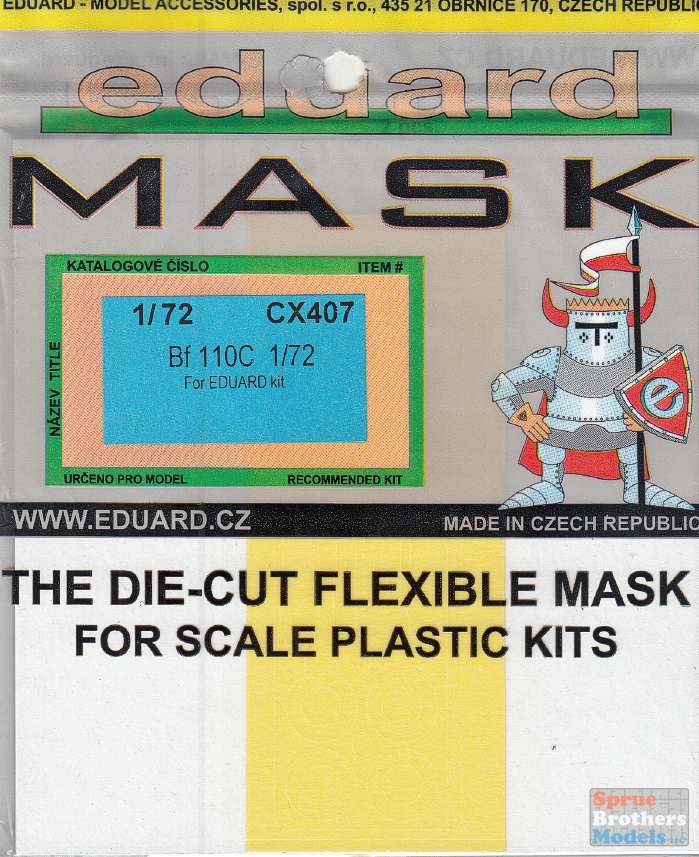 EDUARD - MODEL ACCESSORIES, spol. s r.o., 435 21 OBRNICE 170, CZECH REPUBLIC
eduard
MASK
KATALOGOVÉ ČÍSLO ITEM #
1/72 CX407
Bf 110C 1/72
For EDUARD kit
NÁZEV TITLE
URČENO PRO MODEL RECOMMENDED KIT
e
WWW.EDUARD.CZ MADE IN CZECH REPUBLIC
THE DIE-CUT FLEXIBLE MASK
FOR SCALE PLASTIC KITS
Sprue
Brothers
Models LLC